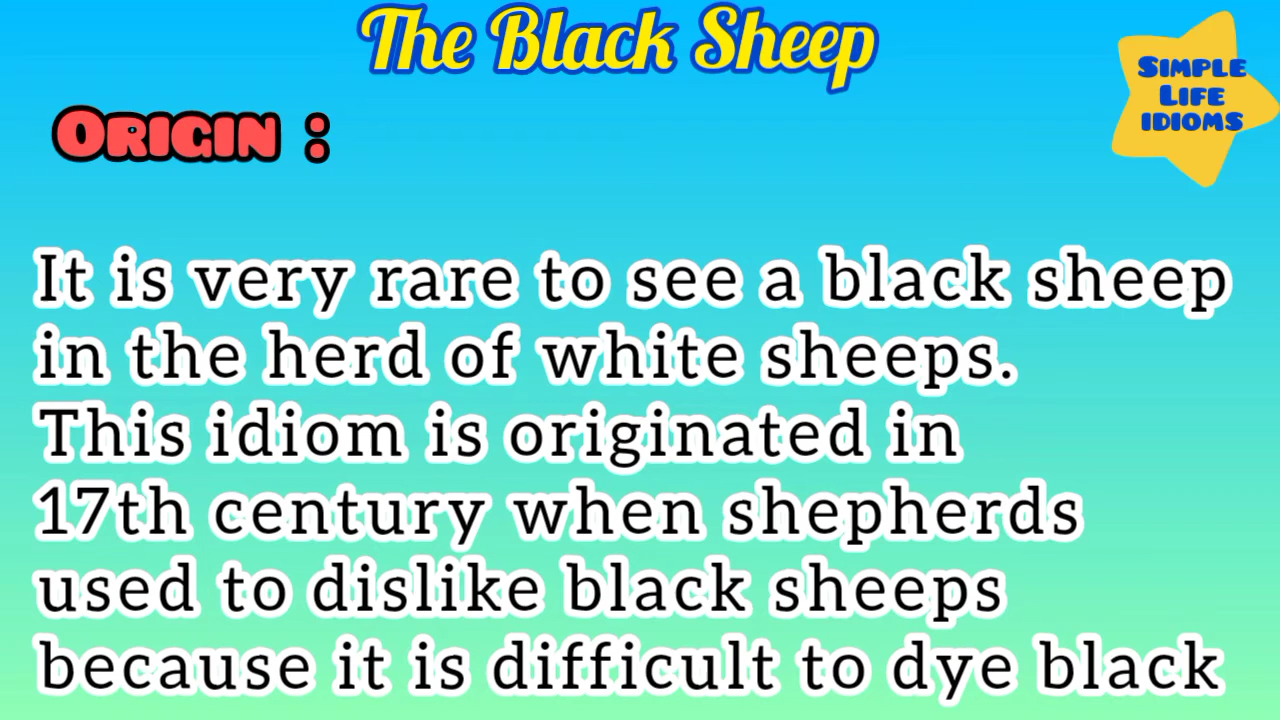 The Black Sheep
SIMPLE
LIFE
IDIOMS
ORIGIN :
It is very rare to see a black sheep
in the herd of white sheeps.
This idiom is originated in
17th century when shepherds
used to dislike black sheeps
because it is difficult to dye black